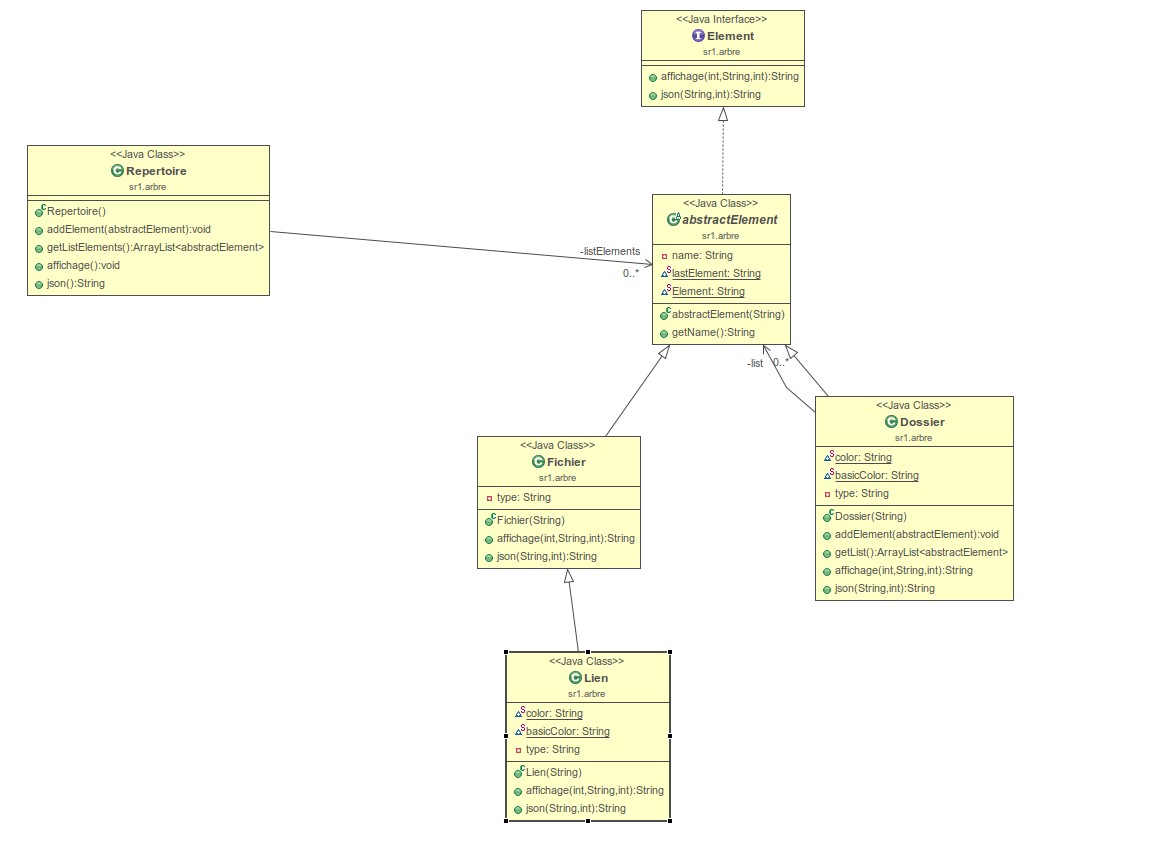 <<Java Interface>>
Element
sr1.arbre
affichage(int,String,int):String
json(String,int):String
<<Java Class>>
Repertoire
sr1.arbre
Repertoire()
addElement(abstractElement):void
getListElements():ArrayList<abstractElement>
affichage():void
json():String
-listElements
0..*
<<Java Class>>
abstractElement
sr1.arbre
name: String
lastElement: String
Element: String
abstractElement(String)
getName():String
-list
0..*
<<Java Class>>
Dossier
sr1.arbre
color: String
basicColor: String
type: String
Dossier(String)
addElement(abstractElement):void
getList():ArrayList<abstractElement>
affichage(int,String,int):String
json(String,int):String
<<Java Class>>
Fichier
sr1.arbre
type: String
Fichier(String)
affichage(int,String,int):String
json(String,int):String
<<Java Class>>
Lien
sr1.arbre
color: String
basicColor: String
type: String
Lien(String)
affichage(int,String,int):String
json(String,int):String